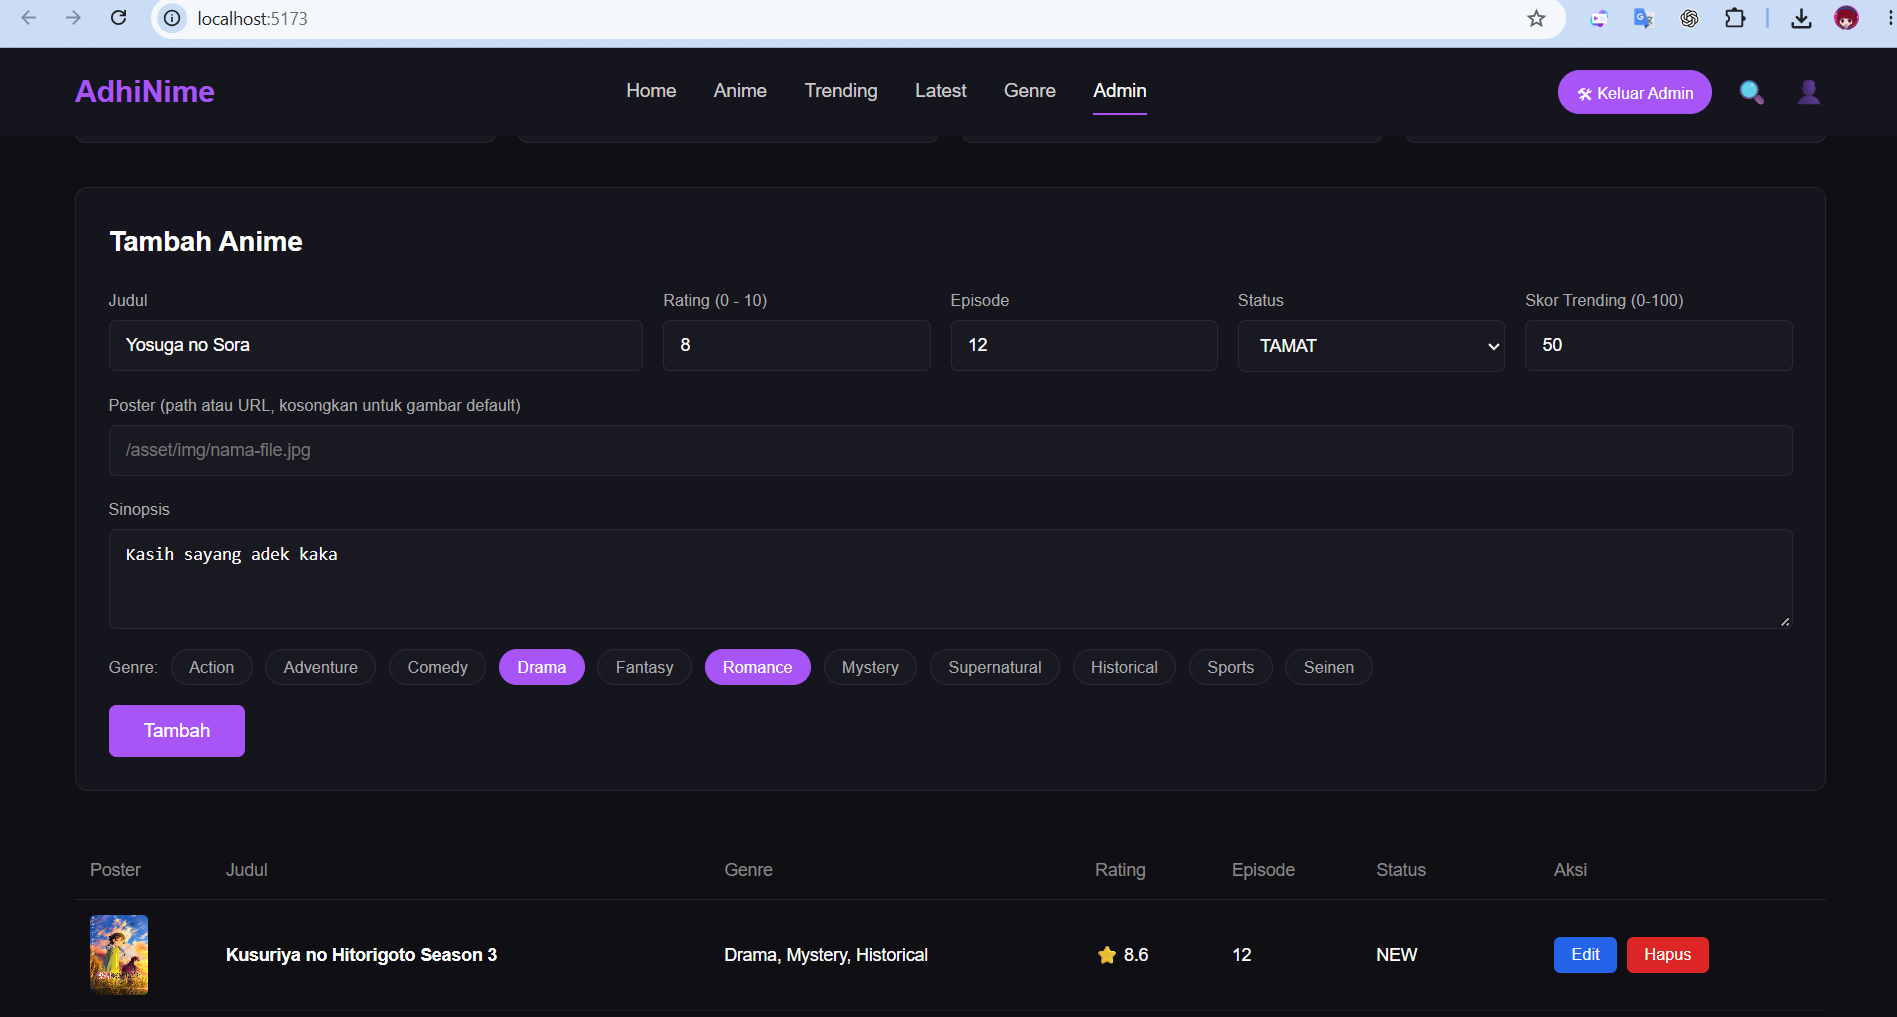 localhost:5173
AdhiNime
Home Anime Trending Latest Genre Admin
🛠 Keluar Admin
Tambah Anime
Judul Rating (0 - 10) Episode Status Skor Trending (0-100)
Yosuga no Sora 8 12 TAMAT 50
Poster (path atau URL, kosongkan untuk gambar default)
/asset/img/nama-file.jpg
Sinopsis
Kasih sayang adek kaka
Genre: Action Adventure Comedy Drama Fantasy Romance Mystery Supernatural Historical Sports Seinen
Tambah
Poster Judul Genre Rating Episode Status Aksi
Kusuriya no Hitorigoto Season 3 Drama, Mystery, Historical ⭐ 8.6 12 NEW Edit Hapus